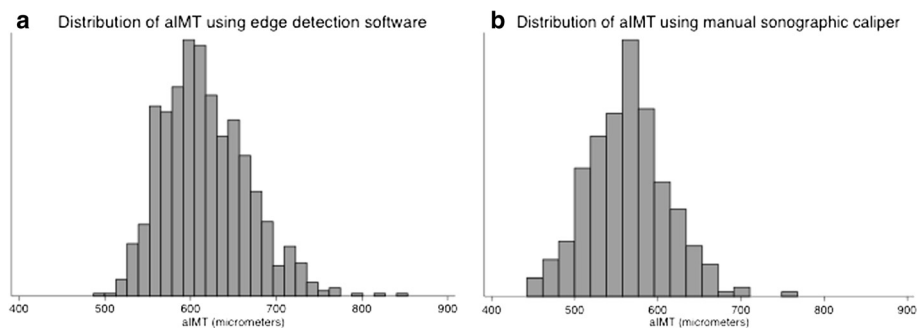 a Distribution of aIMT using edge detection software
400 500 600 700 800 900
aIMT (micrometers)
b Distribution of aIMT using manual sonographic caliper
400 500 600 700 800 900
aIMT (micrometers)